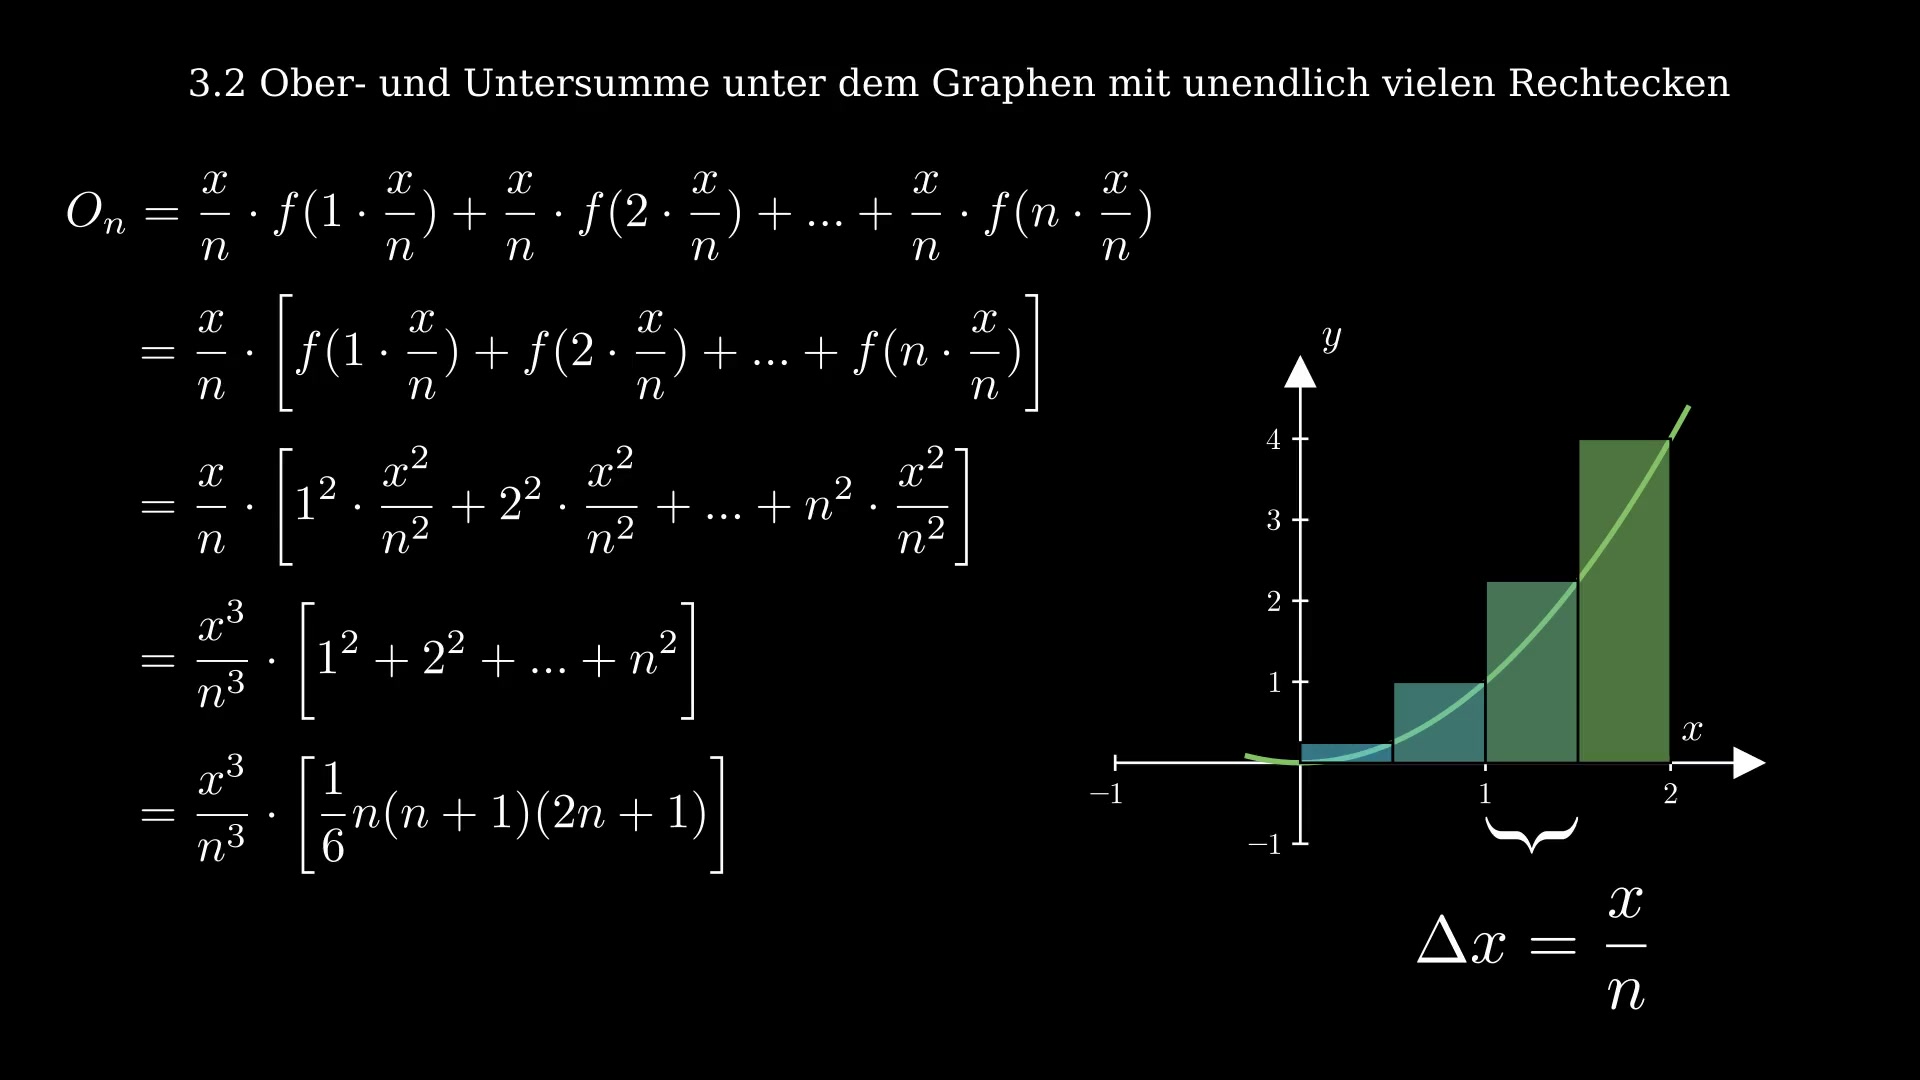 3.2 Ober- und Untersumme unter dem Graphen mit unendlich vielen Rechtecken
$O_n = \frac{x}{n} \cdot f(1 \cdot \frac{x}{n}) + \frac{x}{n} \cdot f(2 \cdot \frac{x}{n}) + ... + \frac{x}{n} \cdot f(n \cdot \frac{x}{n})$
$= \frac{x}{n} \cdot \left[ f(1 \cdot \frac{x}{n}) + f(2 \cdot \frac{x}{n}) + ... + f(n \cdot \frac{x}{n}) \right]$
$= \frac{x}{n} \cdot \left[ 1^2 \cdot \frac{x^2}{n^2} + 2^2 \cdot \frac{x^2}{n^2} + ... + n^2 \cdot \frac{x^2}{n^2} \right]$
$= \frac{x^3}{n^3} \cdot \left[ 1^2 + 2^2 + ... + n^2 \right]$
$= \frac{x^3}{n^3} \cdot \left[ \frac{1}{6} n(n+1)(2n+1) \right]$
y
4
3
2
1
x
−1 1 2
−1
$\Delta x = \frac{x}{n}$